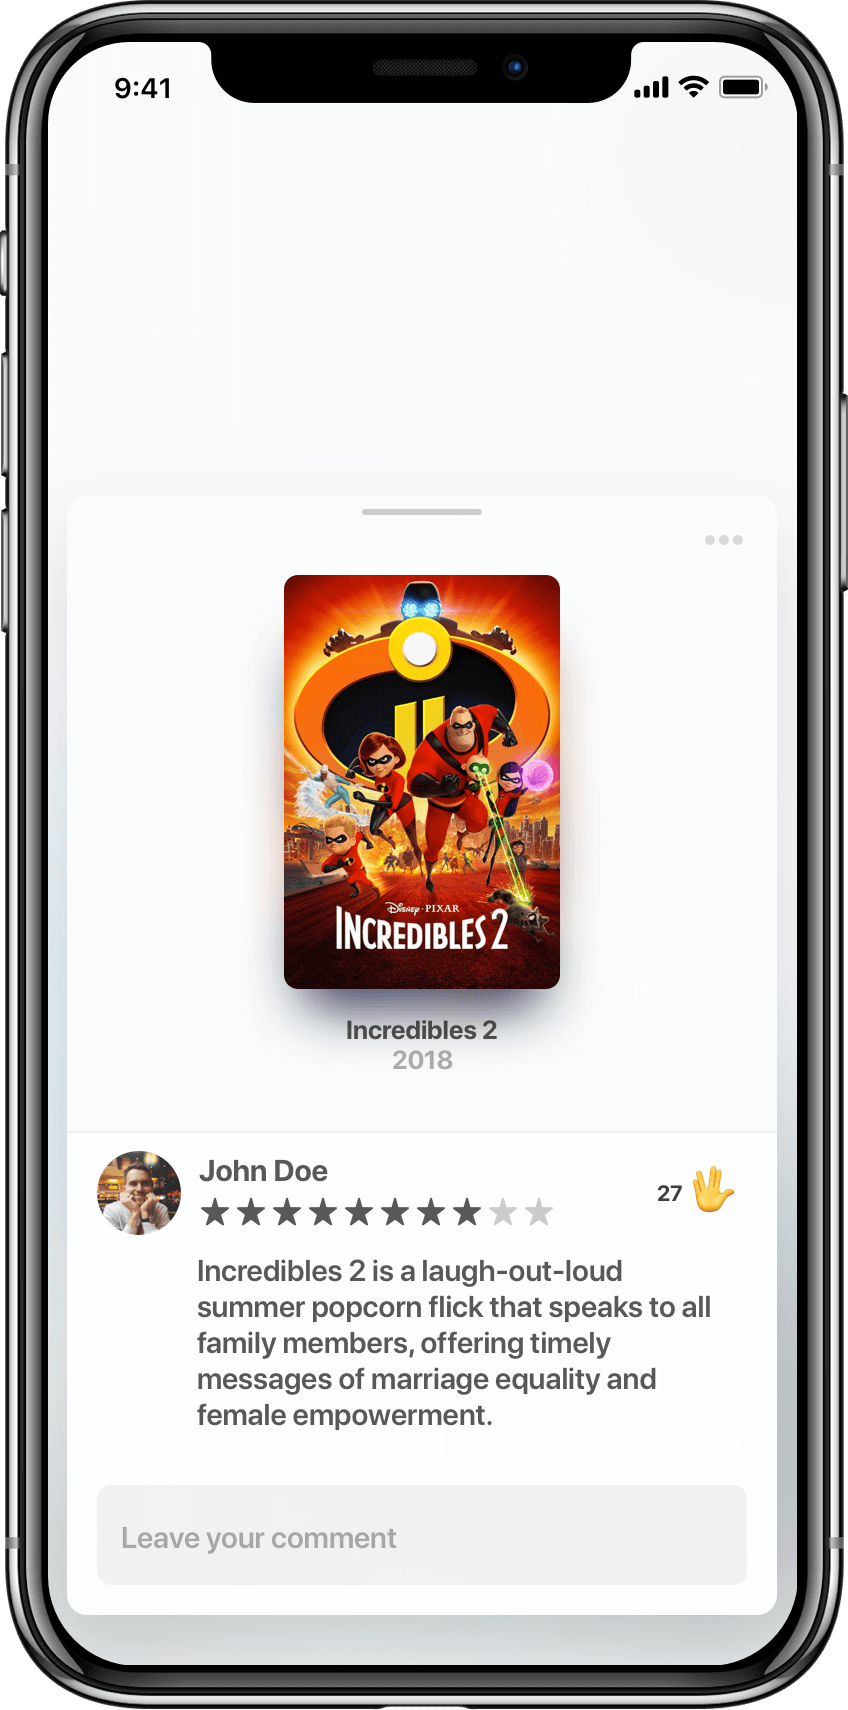 9:41
Disney · PIXAR
INCREDIBLES 2
Incredibles 2
2018
John Doe
27
Incredibles 2 is a laugh-out-loud
summer popcorn flick that speaks to all
family members, offering timely
messages of marriage equality and
female empowerment.
Leave your comment